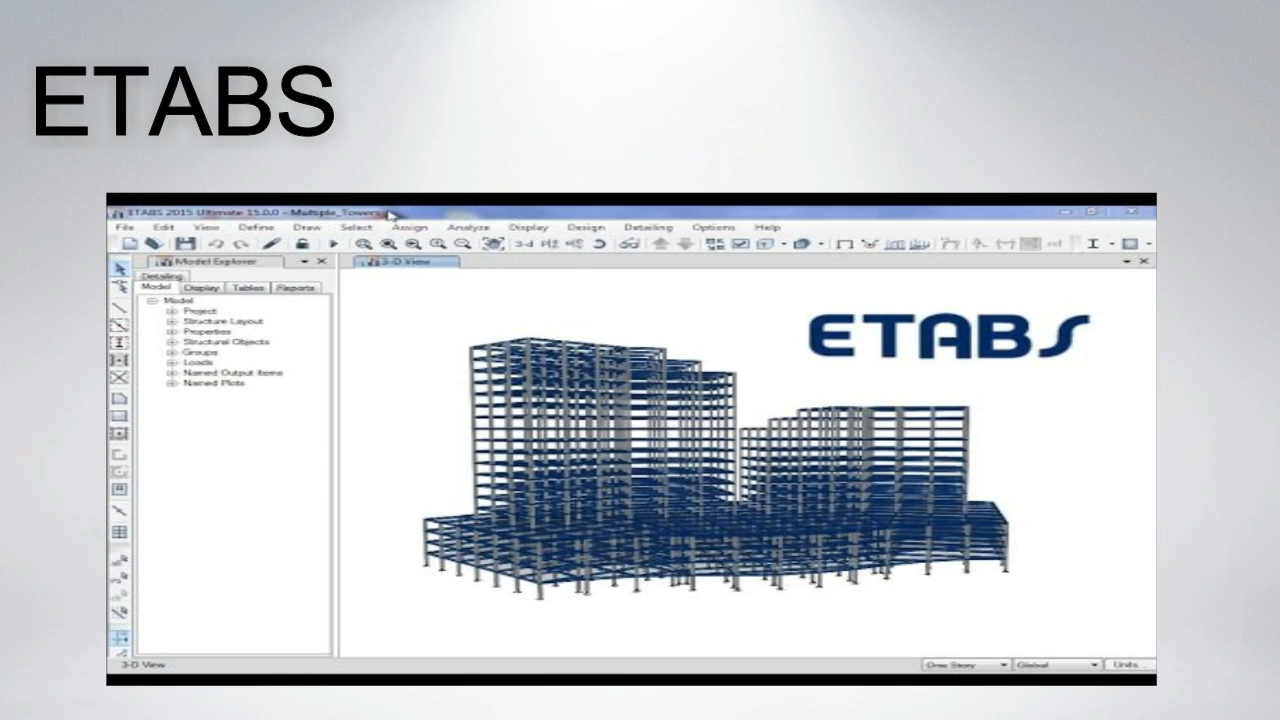 ETABS
ETABS 2015 Ultimate 15.0.0 - Multiple_Towers
File Edit View Define Draw Select Assign Analyze Display Design Detailing Options Help
3-d
Model Explorer
3-D View
Detailing
Model Display Tables Reports
Model
Project
Structure Layout
Properties
Structural Objects
Groups
Loads
Named Output Items
Named Plots
ETABS
3-D View
One Story
Global
Units...